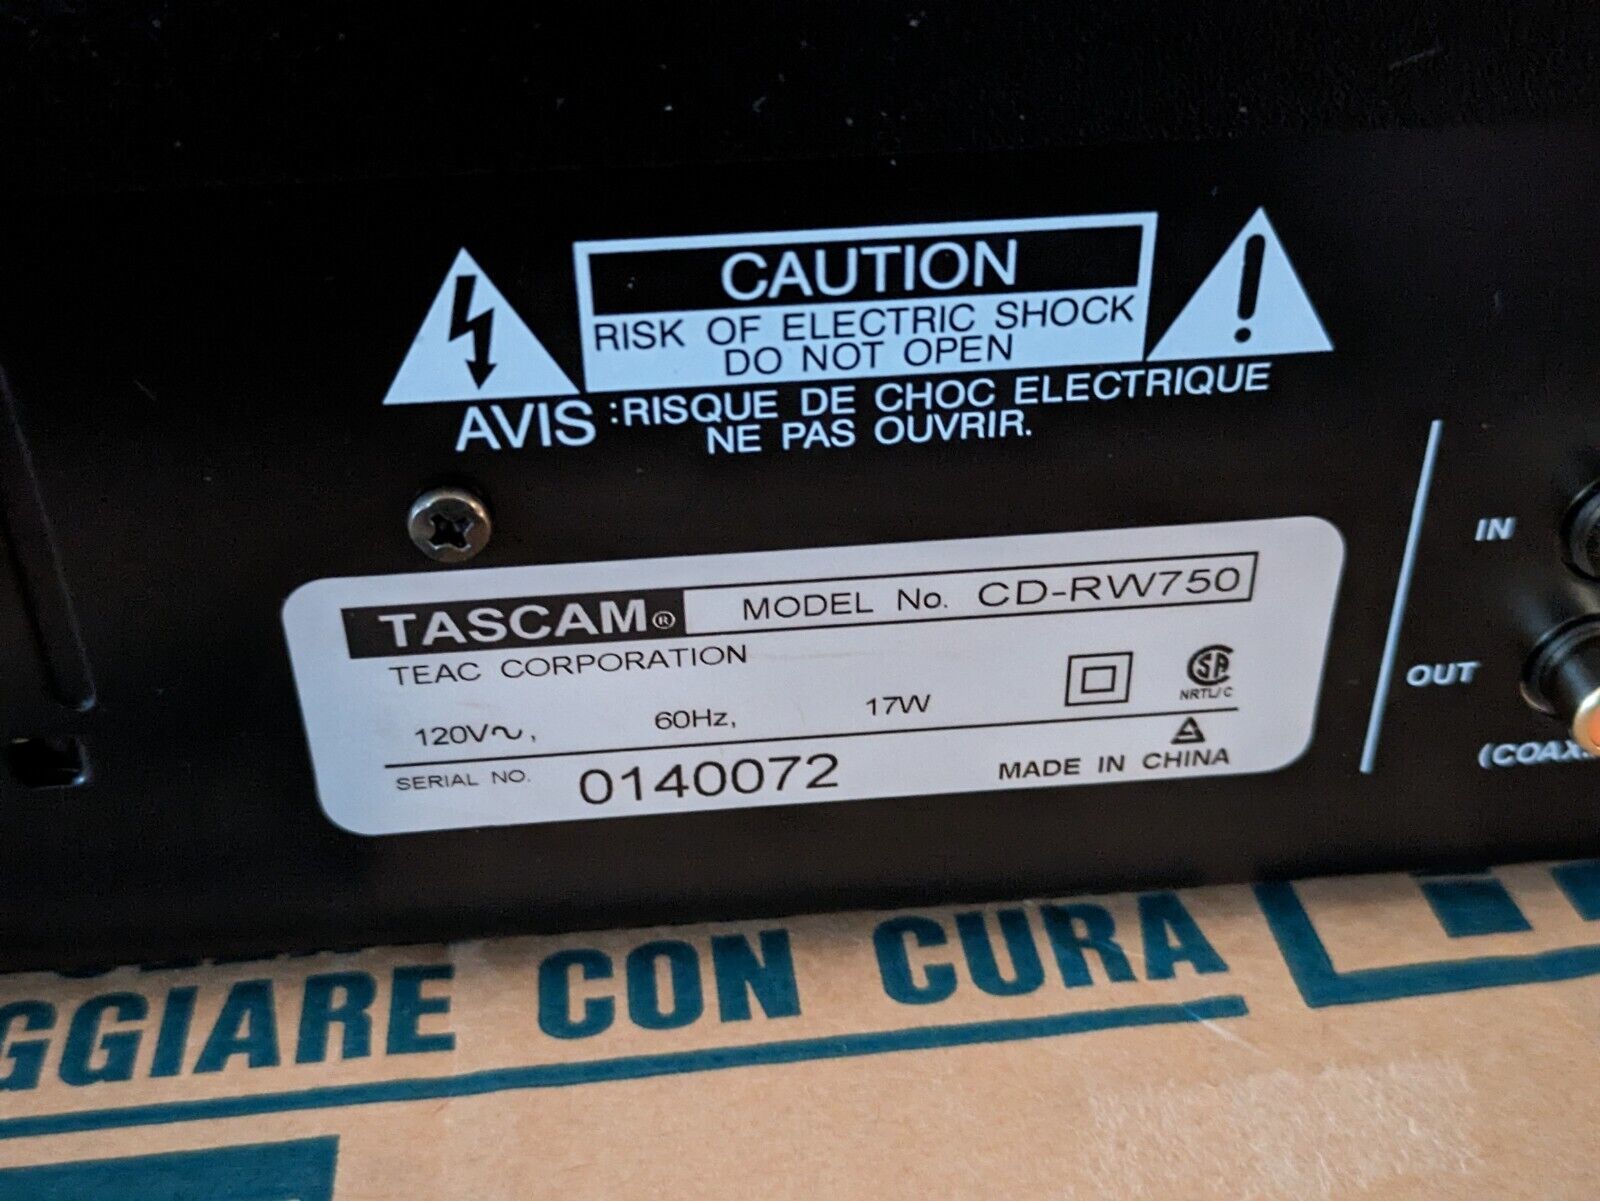 CAUTION
RISK OF ELECTRIC SHOCK
DO NOT OPEN
AVIS :RISQUE DE CHOC ELECTRIQUE
NE PAS OUVRIR.
IN
OUT
TASCAM® MODEL No. CD-RW750
TEAC CORPORATION
120V~, 60Hz, 17W
NRTL/C
SERIAL NO. 0140072 MADE IN CHINA
CON CURA